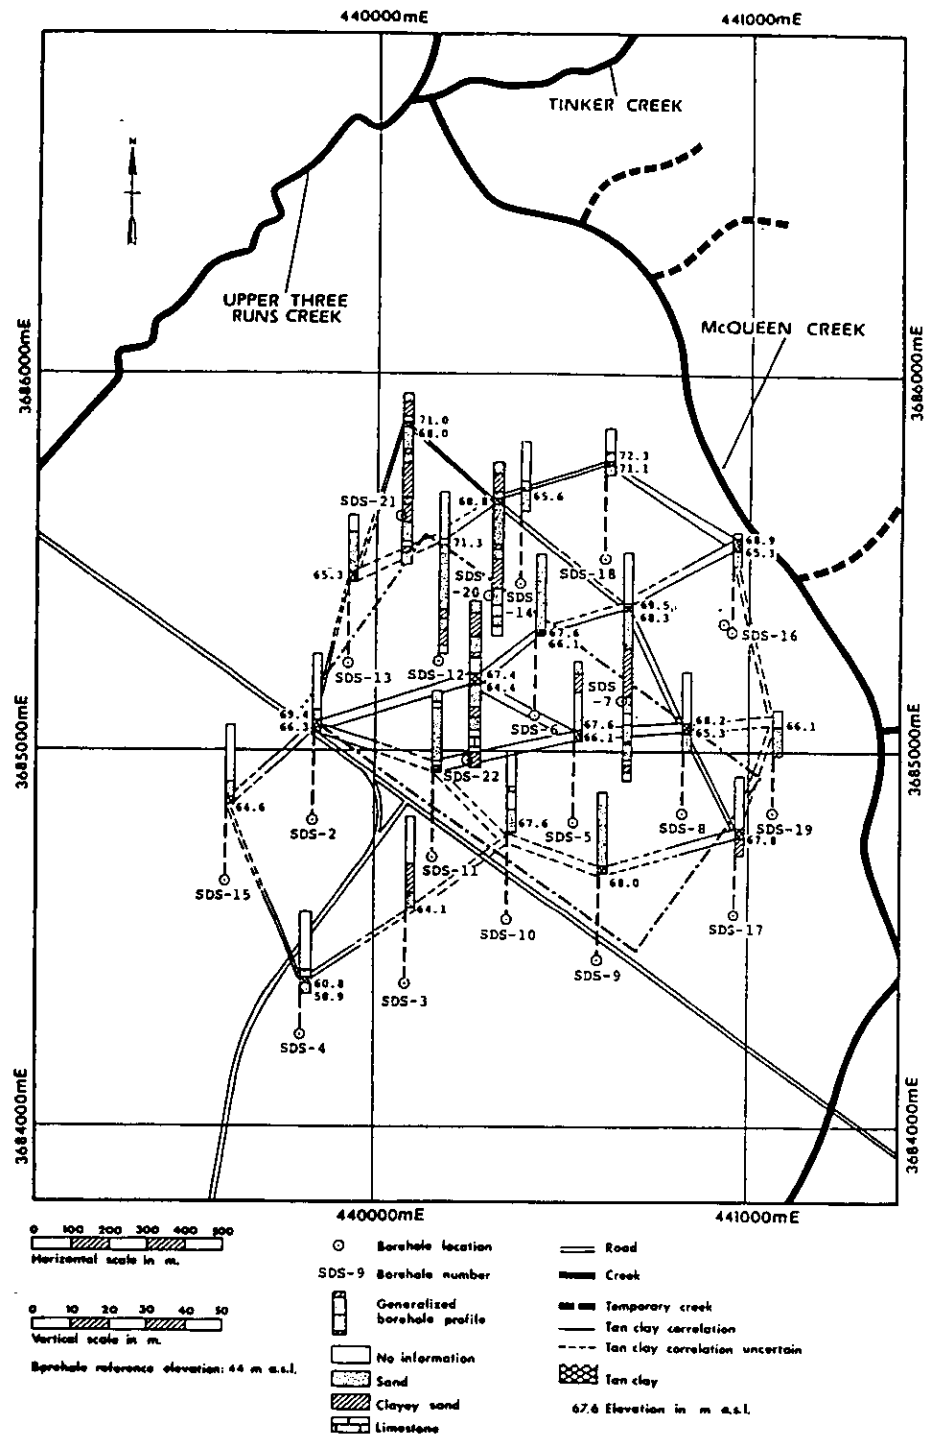 440000mE
441000mE
TINKER CREEK
N
UPPER THREE
RUNS CREEK
McQUEEN CREEK
3686000mE
3686000mE
71.0
68.0
72.3
71.1
SDS-21
68.8
65.6
68.9
65.3
71.3
65.3
SDS
-20
SDS
-14
SDS-18
69.5
68.3
SDS-16
67.6
66.1
SDS-13
SDS-12
67.4
64.4
SDS
-7
69.4
66.3
SDS-6
67.6
66.1
68.2
65.3
66.1
3685000mE
3685000mE
SDS-22
64.6
SDS-2
67.6
SDS-5
SDS-8
SDS-19
67.8
SDS-11
SDS-15
68.0
64.1
SDS-10
SDS-17
SDS-9
SDS-3
60.8
58.9
SDS-4
3684000mE
3684000mE
440000mE
441000mE
0 100 200 300 400 500
Horizontal scale in m.
0 10 20 30 40 50
Vertical scale in m.
Borehole reference elevation: 44 m a.s.l.
Borehole location
SDS-9 Borehole number
Generalized
borehole profile
No information
Sand
Clayey sand
Limestone
Road
Creek
Temporary creek
Tan clay correlation
Tan clay correlation uncertain
Tan clay
67.6 Elevation in m a.s.l.